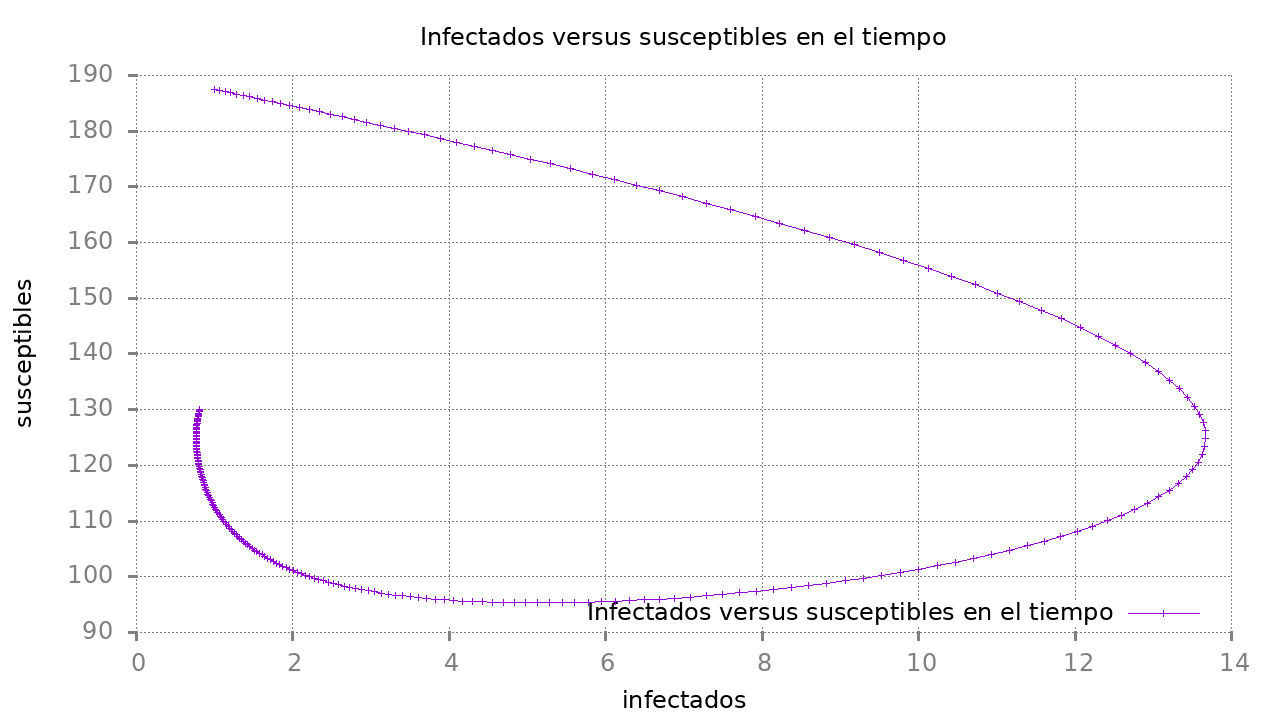 Infectados versus susceptibles en el tiempo
190
180
170
160
150
140
130
120
110
100
90
susceptibles
Infectados versus susceptibles en el tiempo
0 2 4 6 8 10 12 14
infectados